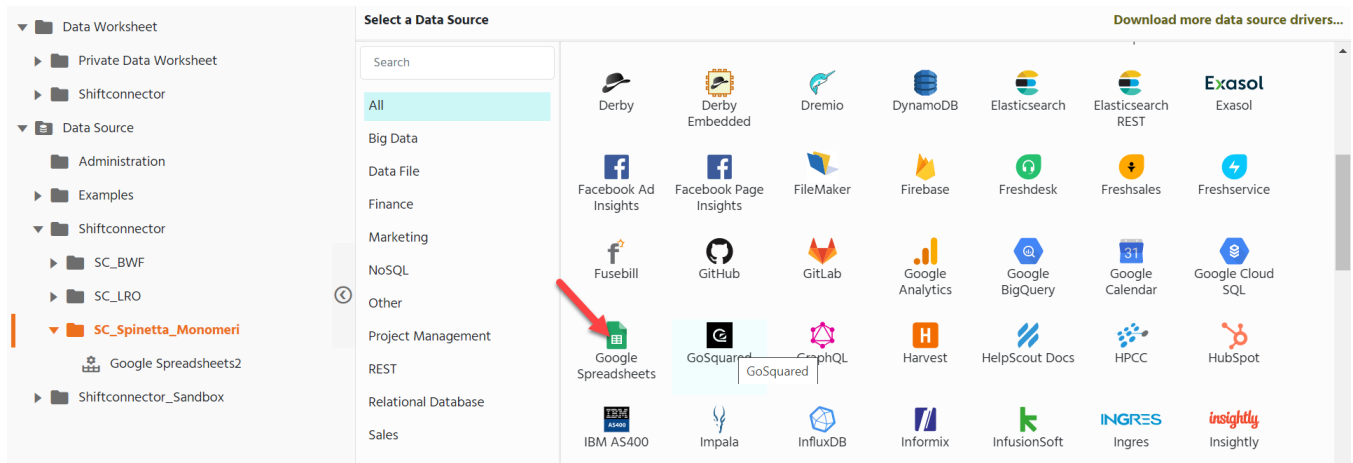 Data Worksheet
Private Data Worksheet
Shiftconnector
Data Source
Administration
Examples
Shiftconnector
SC_BWF
SC_LRO
SC_Spinetta_Monomeri
Google Spreadsheets2
Shiftconnector_Sandbox
Select a Data Source
Download more data source drivers...
Search
All
Big Data
Data File
Finance
Marketing
NoSQL
Other
Project Management
REST
Relational Database
Sales
Exasol
Derby
Derby
Embedded
Dremio
DynamoDB
Elasticsearch
Elasticsearch
REST
Exasol
Facebook Ad
Insights
Facebook Page
Insights
FileMaker
Firebase
Freshdesk
Freshsales
Freshservice
Fusebill
GitHub
GitLab
Google
Analytics
Google
BigQuery
31
Google
Calendar
Google Cloud
SQL
Google
Spreadsheets
GoSquared
GoSquared
GraphQL
Harvest
HelpScout Docs
HPCC
HubSpot
IBM
AS400
IBM AS400
Impala
InfluxDB
Informix
InfusionSoft
INGRES
Ingres
insightly
Insightly